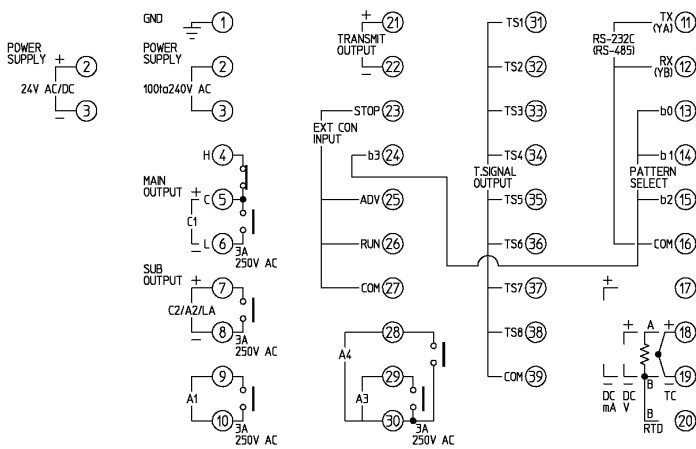 POWER
SUPPLY
+
2
24V AC/DC
−
3
GND
1
POWER
SUPPLY
2
100to240V AC
3
H
4
MAIN
OUTPUT
+
C
5
C1
−
L
6
3A
250V AC
SUB
OUTPUT
+
7
C2/A2/LA
−
8
3A
250V AC
9
A1
10
3A
250V AC
+
21
TRANSMIT
OUTPUT
−
22
STOP
23
EXT CON
INPUT
b3
24
ADV
25
RUN
26
COM
27
28
A4
29
A3
30
3A
250V AC
TS1
31
TS2
32
TS3
33
TS4
34
T.SIGNAL
OUTPUT
TS5
35
TS6
36
TS7
37
TS8
38
COM
39
TX
(YA)
11
RS-232C
(RS-485)
RX
(YB)
12
b0
13
b1
14
PATTERN
SELECT
b2
15
COM
16
+
17
+
A
+
18
−
−
B
−
19
DC
mA
DC
V
TC
B
RTD
20